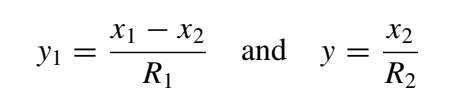 y₁ = (x₁ − x₂)/R₁ and y = x₂/R₂